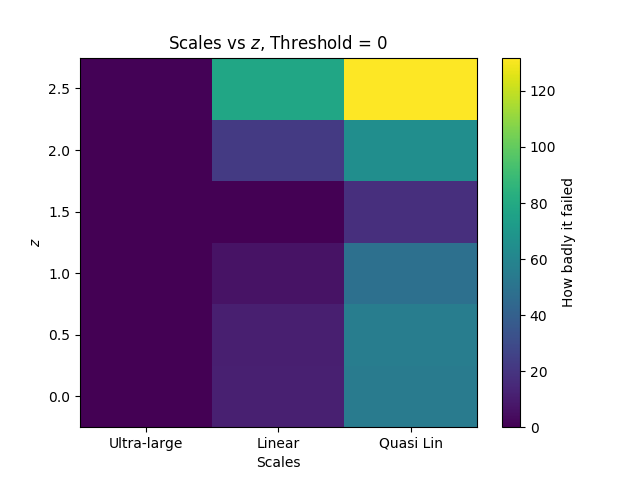 Scales vs z, Threshold = 0
2.5
2.0
1.5
1.0
0.5
0.0
z
Ultra-large Linear Quasi Lin
Scales
120
100
80
60
40
20
0
How badly it failed